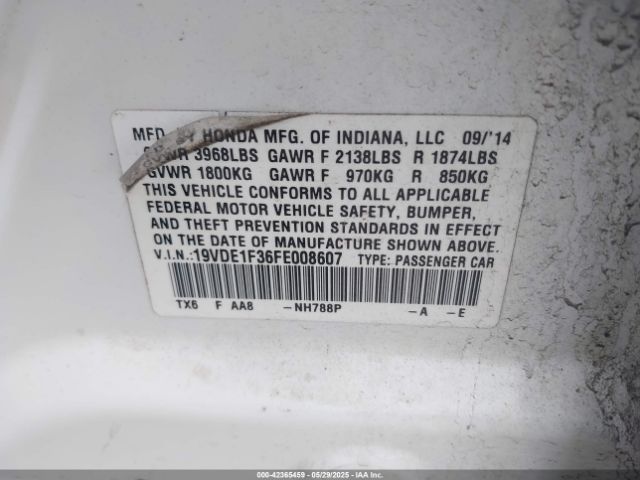 MFD BY HONDA MFG. OF INDIANA, LLC 09/'14
GVWR 3968LBS GAWR F 2138LBS R 1874LBS
GVWR 1800KG GAWR F 970KG R 850KG
THIS VEHICLE CONFORMS TO ALL APPLICABLE
FEDERAL MOTOR VEHICLE SAFETY, BUMPER,
AND THEFT PREVENTION STANDARDS IN EFFECT
ON THE DATE OF MANUFACTURE SHOWN ABOVE.
V.I.N.: 19VDE1F36FE008607 TYPE: PASSENGER CAR
TX6 F AA8 -NH788P -A -E
000-42365459 - 05/29/2025 - IAA Inc.